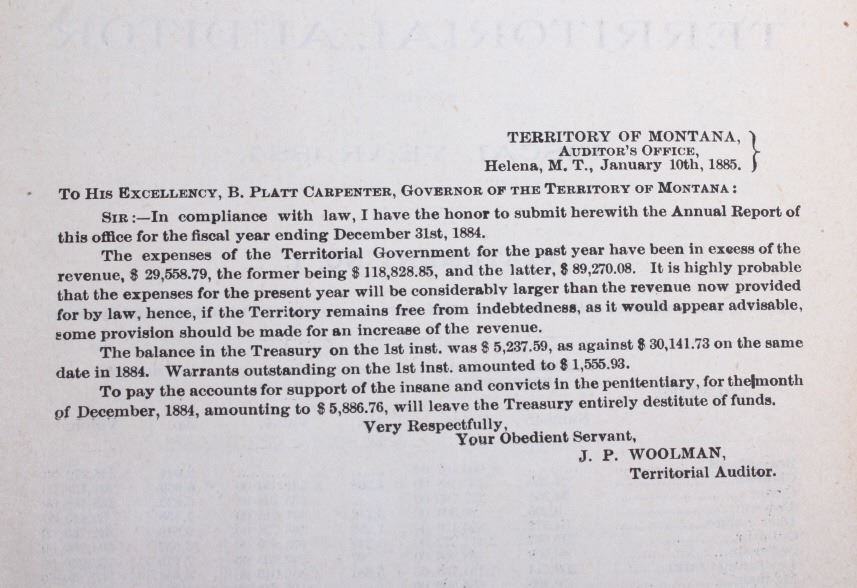 TERRITORY OF MONTANA,
AUDITOR'S OFFICE,
Helena, M. T., January 10th, 1885.
TO HIS EXCELLENCY, B. PLATT CARPENTER, GOVERNOR OF THE TERRITORY OF MONTANA:
SIR:—In compliance with law, I have the honor to submit herewith the Annual Report of
this office for the fiscal year ending December 31st, 1884.
The expenses of the Territorial Government for the past year have been in excess of the
revenue, $ 29,558.79, the former being $ 118,828.85, and the latter, $ 89,270.08. It is highly probable
that the expenses for the present year will be considerably larger than the revenue now provided
for by law, hence, if the Territory remains free from indebtedness, as it would appear advisable,
some provision should be made for an increase of the revenue.
The balance in the Treasury on the 1st inst. was $ 5,237.59, as against $ 30,141.73 on the same
date in 1884. Warrants outstanding on the 1st inst. amounted to $ 1,555.93.
To pay the accounts for support of the insane and convicts in the penitentiary, for the month
of December, 1884, amounting to $ 5,886.76, will leave the Treasury entirely destitute of funds.
Very Respectfully,
Your Obedient Servant,
J. P. WOOLMAN,
Territorial Auditor.